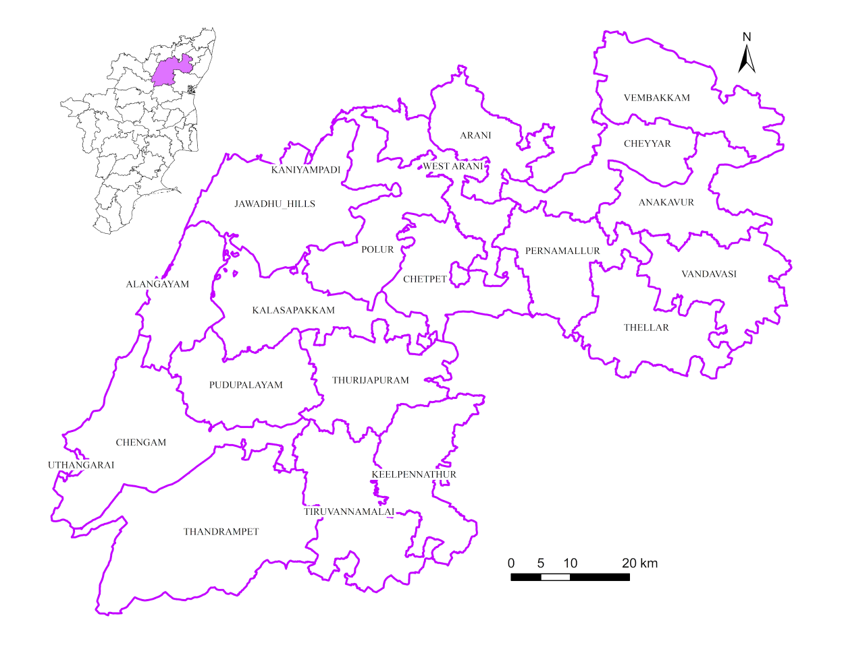 N
VEMBAKKAM
ARANI
CHEYYAR
WEST ARANI
KANIYAMPADI
JAWADHU_HILLS
ANAKAVUR
POLUR
PERNAMALLUR
VANDAVASI
CHETPET
ALANGAYAM
KALASAPAKKAM
THELLAR
PUDUPALAYAM
THURIJAPURAM
CHENGAM
UTHANGARAI
KEELPENNATHUR
TIRUVANNAMALAI
THANDRAMPET
0 5 10 20 km